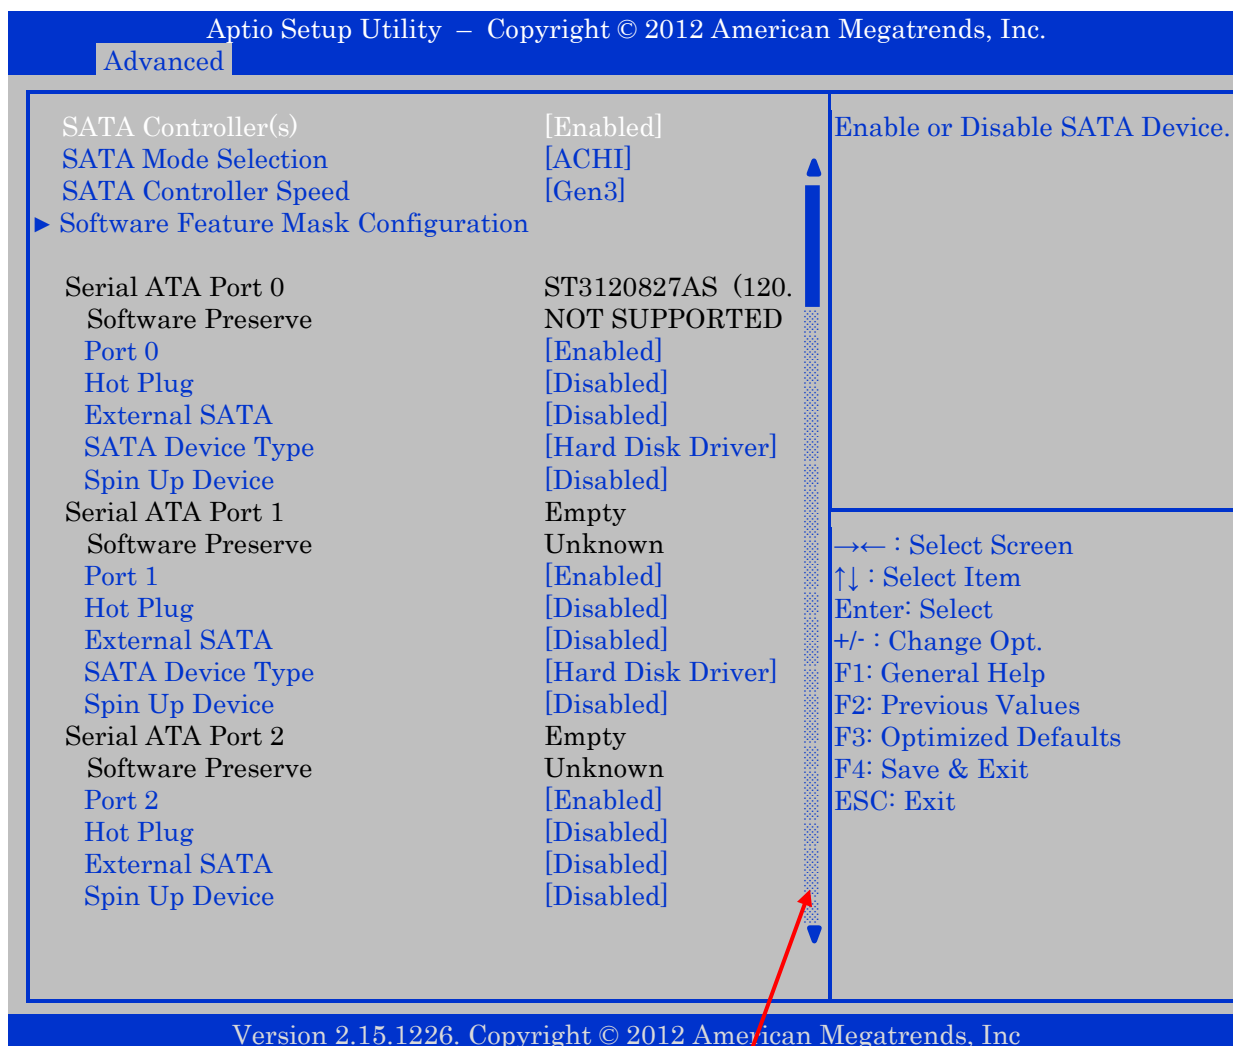 Aptio Setup Utility – Copyright © 2012 American Megatrends, Inc.
Advanced
SATA Controller(s) [Enabled]
SATA Mode Selection [ACHI]
SATA Controller Speed [Gen3]
► Software Feature Mask Configuration
Serial ATA Port 0 ST3120827AS (120.
Software Preserve NOT SUPPORTED
Port 0 [Enabled]
Hot Plug [Disabled]
External SATA [Disabled]
SATA Device Type [Hard Disk Driver]
Spin Up Device [Disabled]
Serial ATA Port 1 Empty
Software Preserve Unknown
Port 1 [Enabled]
Hot Plug [Disabled]
External SATA [Disabled]
SATA Device Type [Hard Disk Driver]
Spin Up Device [Disabled]
Serial ATA Port 2 Empty
Software Preserve Unknown
Port 2 [Enabled]
Hot Plug [Disabled]
External SATA [Disabled]
Spin Up Device [Disabled]
Enable or Disable SATA Device.
→← : Select Screen
↑↓ : Select Item
Enter: Select
+/- : Change Opt.
F1: General Help
F2: Previous Values
F3: Optimized Defaults
F4: Save & Exit
ESC: Exit
Version 2.15.1226. Copyright © 2012 American Megatrends, Inc